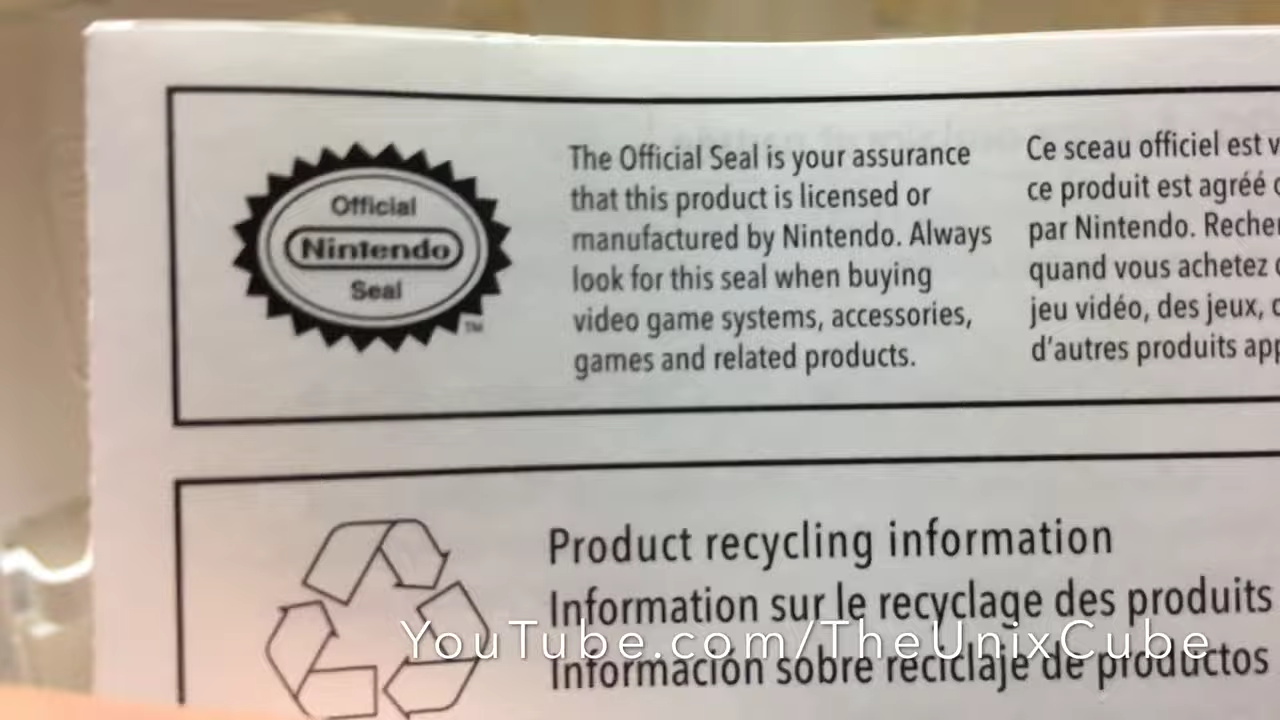 Official
Nintendo
Seal
TM
The Official Seal is your assurance
that this product is licensed or
manufactured by Nintendo. Always
look for this seal when buying
video game systems, accessories,
games and related products.
Ce sceau officiel est
ce produit est agréé
par Nintendo.
quand vous achetez
jeu vidéo, des jeux,
d'autres produits
Product recycling information
Information sur le recyclage des produits
Información sobre reciclaje de productos
YouTube.com/TheUnixCube